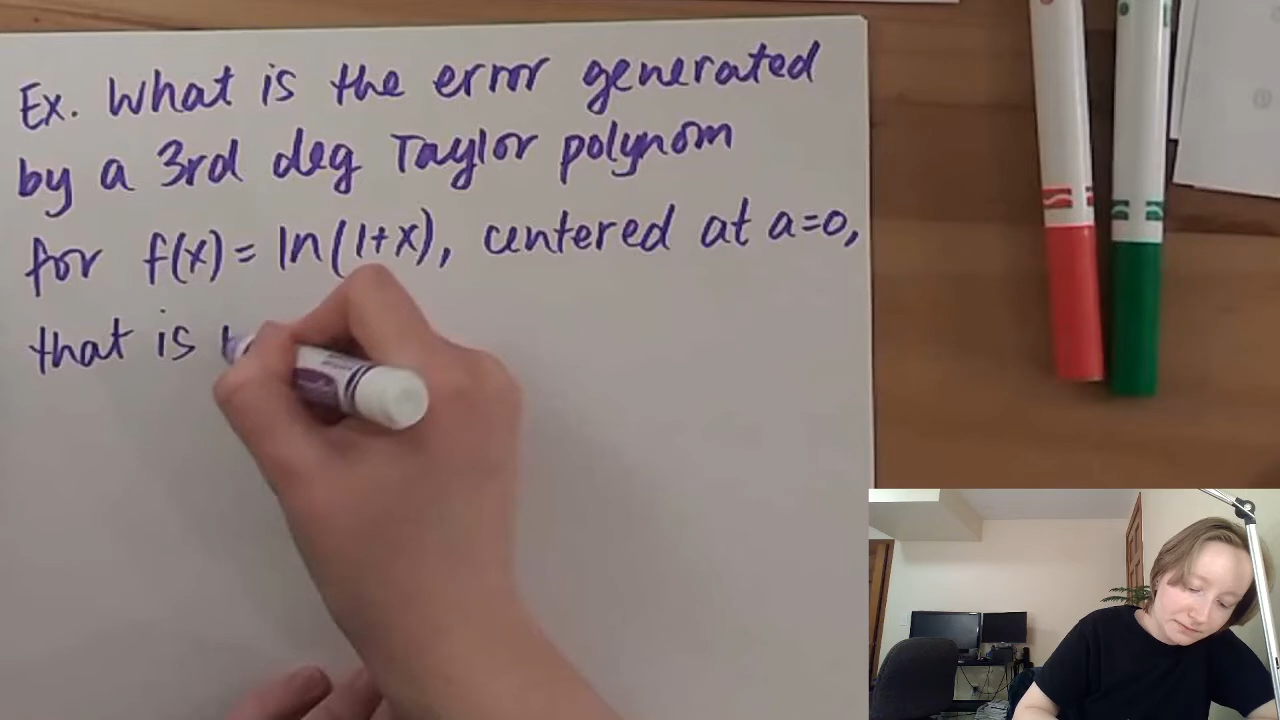 Ex. What is the error generated
by a 3rd deg Taylor polynom
for f(x) = ln(1+x), centered at a=0,
that is